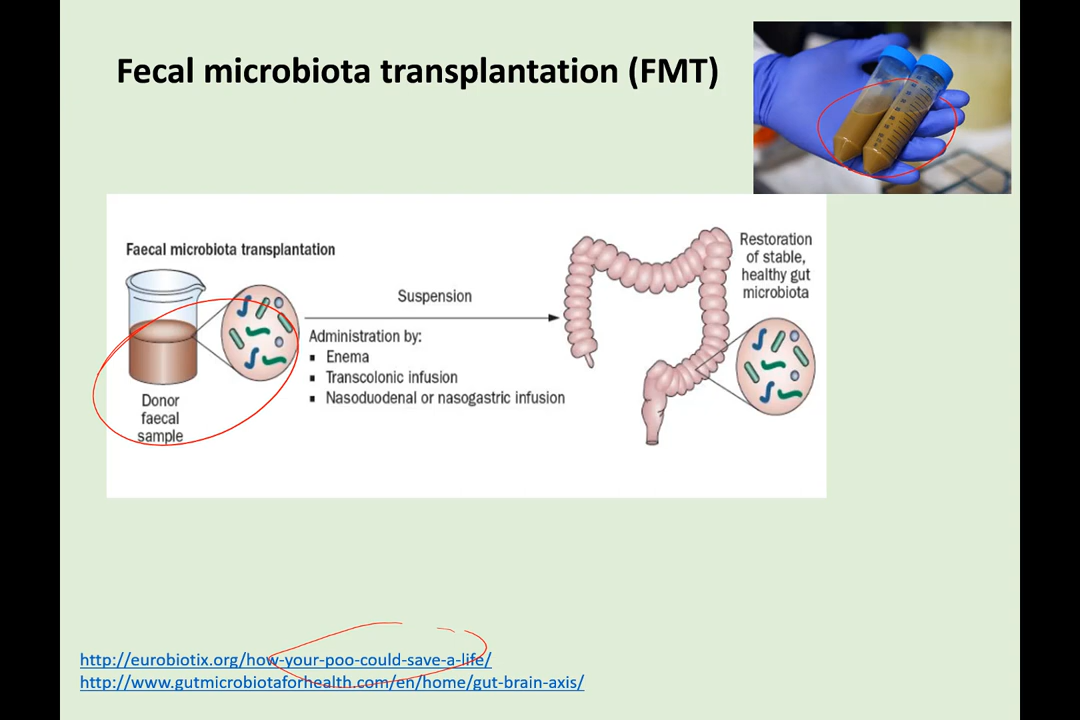 Fecal microbiota transplantation (FMT)
Faecal microbiota transplantation
Donor
faecal
sample
Suspension
Administration by:
▪ Enema
▪ Transcolonic infusion
▪ Nasoduodenal or nasogastric infusion
Restoration
of stable,
healthy gut
microbiota
http://eurobiotix.org/how-your-poo-could-save-a-life/
http://www.gutmicrobiotaforhealth.com/en/home/gut-brain-axis/